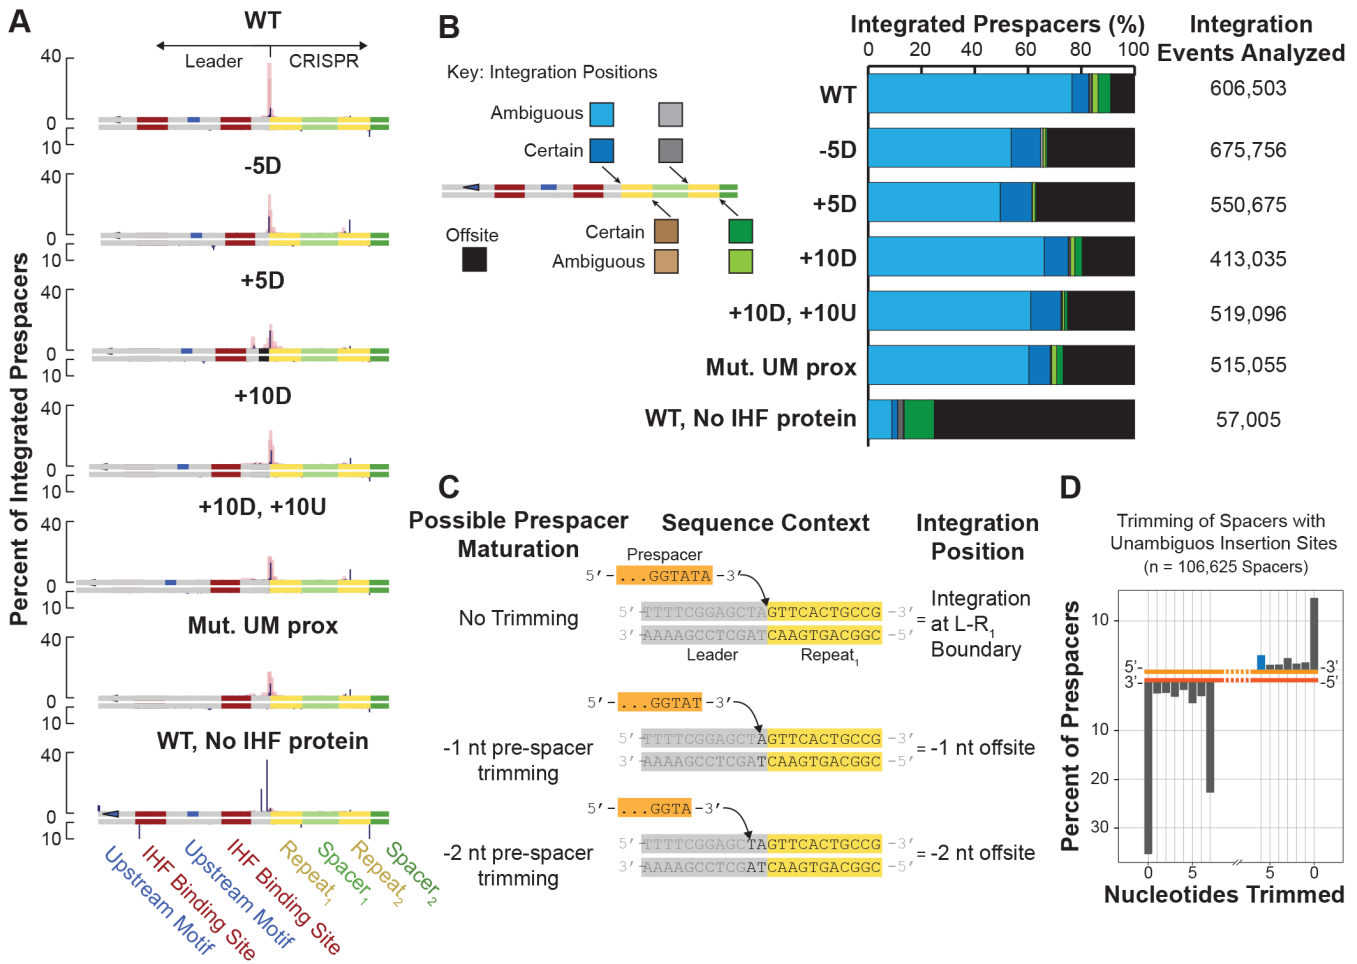 A
WT
Leader
CRISPR
40
0
10
-5D
40
0
10
+5D
40
0
10
+10D
40
0
10
+10D, +10U
40
0
10
Mut. UM prox
40
0
10
WT, No IHF protein
40
0
10
Percent of Integrated Prespacers
Upstream Motif
IHF Binding Site
Upstream Motif
IHF Binding Site
Repeat1
Spacer1
Repeat2
Spacer2
B
Key: Integration Positions
Ambiguous
Certain
Offsite
Certain
Ambiguous
Integrated Prespacers (%)
0 20 40 60 80 100
Integration
Events Analyzed
WT 606,503
-5D 675,756
+5D 550,675
+10D 413,035
+10D, +10U 519,096
Mut. UM prox 515,055
WT, No IHF protein 57,005
C
Possible Prespacer
Maturation
Sequence Context
Integration
Position
Prespacer
5′- ...GGTATA -3′
No Trimming
5′ TTTTCGGAGCTAGTTCACTGCCG -3′
3′ AAAAGCCTCGATCAAGTGACGGC -5′
Leader
Repeat1
= Integration
at L-R1
Boundary
5′- ...GGTAT -3′
-1 nt pre-spacer
trimming
5′ TTTTCGGAGCTAGTTCACTGCCG -3′
3′ AAAAGCCTCGATCAAGTGACGGC -5′
= -1 nt offsite
5′- ...GGTA -3′
-2 nt pre-spacer
trimming
5′ TTTTCGGAGCTAGTTCACTGCCG -3′
3′ AAAAGCCTCGATCAAGTGACGGC -5′
= -2 nt offsite
D
Trimming of Spacers with
Unambiguos Insertion Sites
(n = 106,625 Spacers)
Percent of Prespacers
10
5'- -3'
3'- -5'
10
20
30
0 5 // 5 0
Nucleotides Trimmed